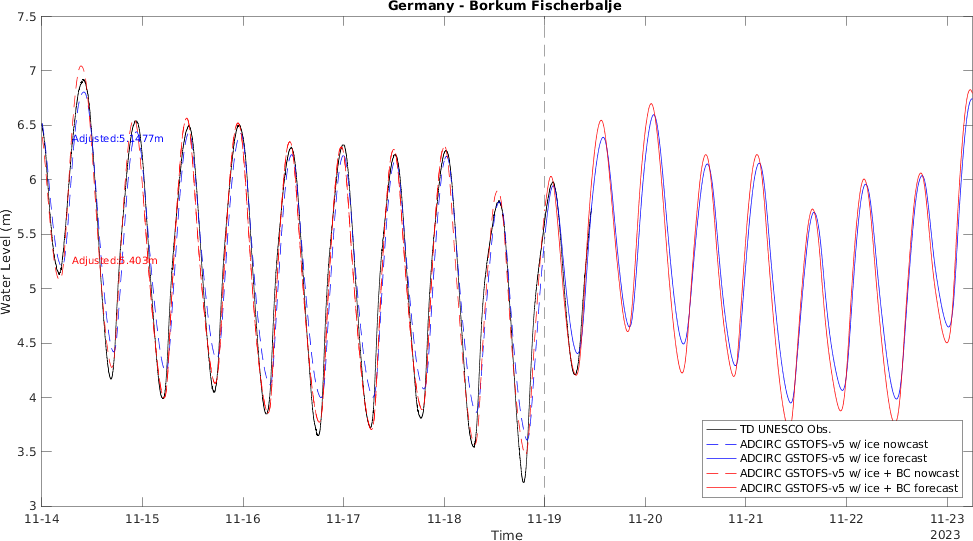 Germany - Borkum Fischerbalje
7.5
7
6.5
6
5.5
5
4.5
4
3.5
3
Water Level (m)
Adjusted:5.1477m
Adjusted:5.403m
TD UNESCO Obs.
ADCIRC GSTOFS-v5 w/ ice nowcast
ADCIRC GSTOFS-v5 w/ ice forecast
ADCIRC GSTOFS-v5 w/ ice + BC nowcast
ADCIRC GSTOFS-v5 w/ ice + BC forecast
11-14 11-15 11-16 11-17 11-18 11-19 11-20 11-21 11-22 11-23
Time
2023